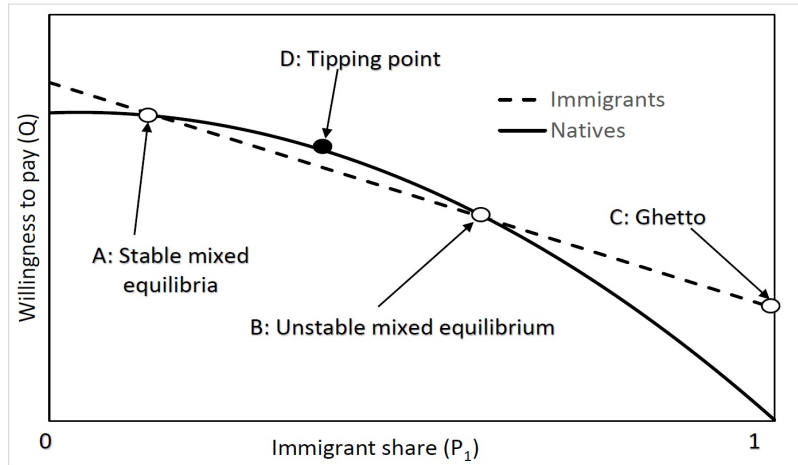 D: Tipping point
Immigrants
Natives
Willingness to pay (Q)
C: Ghetto
A: Stable mixed
equilibria
B: Unstable mixed equilibrium
0
Immigrant share (P₁)
1